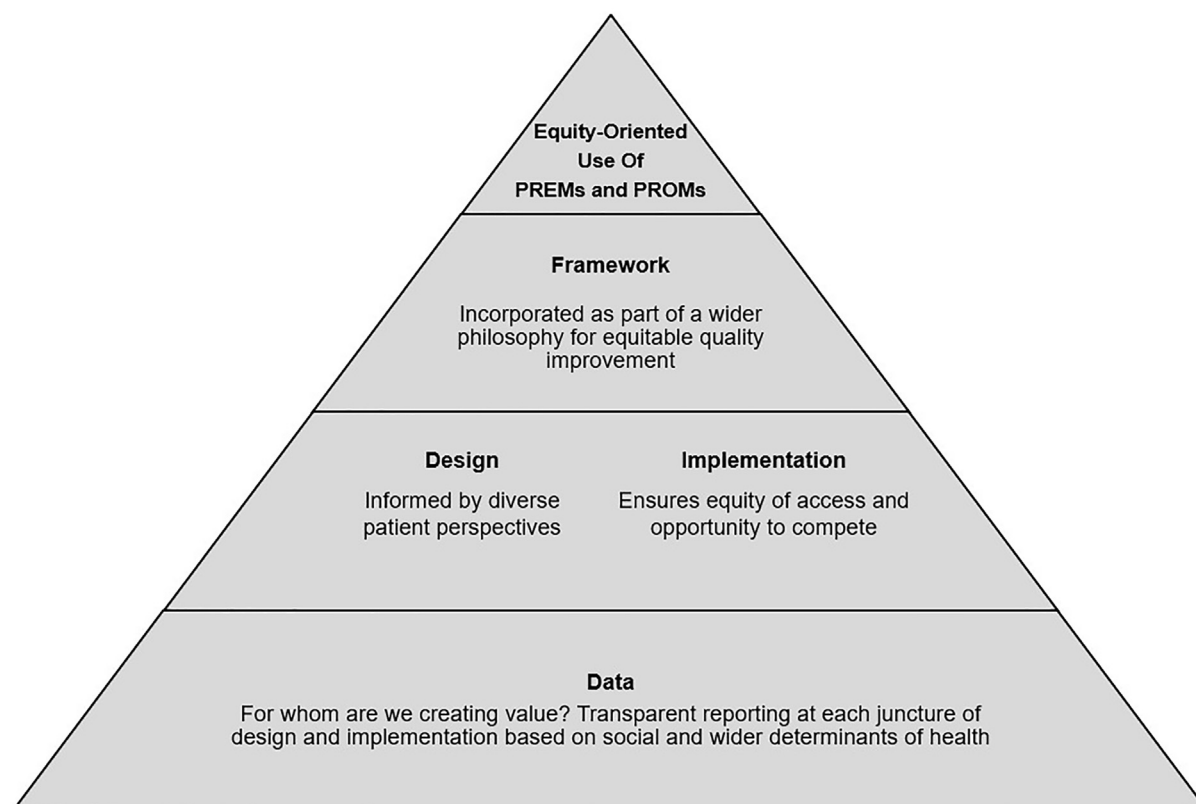 Equity-Oriented
Use Of
PREMs and PROMs
Framework
Incorporated as part of a wider
philosophy for equitable quality
improvement
Design
Informed by diverse
patient perspectives
Implementation
Ensures equity of access and
opportunity to compete
Data
For whom are we creating value? Transparent reporting at each juncture of
design and implementation based on social and wider determinants of health